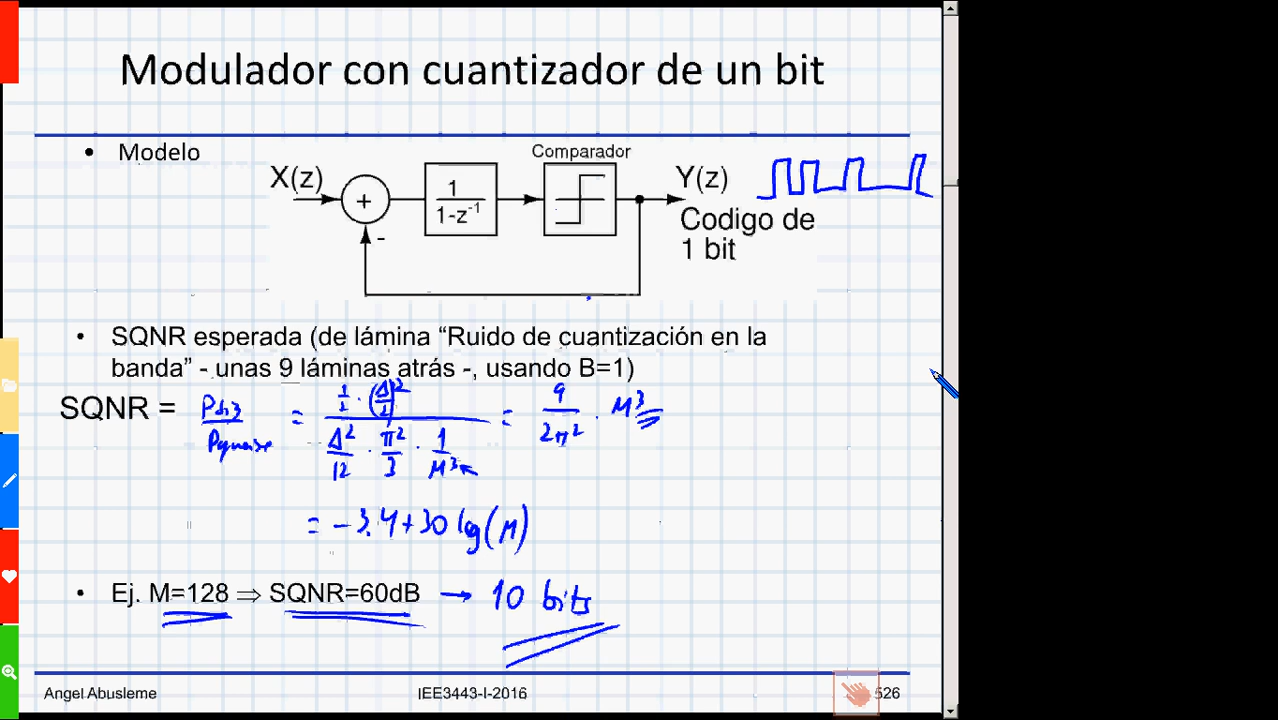 Modulador con cuantizador de un bit
• Modelo
Comparador
X(z)
+
1
1-z⁻¹
Y(z)
-
Codigo de
1 bit
• SQNR esperada (de lámina “Ruido de cuantización en la
banda” - unas 9 láminas atrás -, usando B=1)
SQNR = = 1/2 · (Δ/2)² / (Δ²/12 · π²/3 · 1/M³) = 9/2π² · M³
= -3.4+30 log(M)
• Ej. M=128 ⇒ SQNR=60dB → 10 bits
Angel Abusleme
IEE3443-I-2016
526